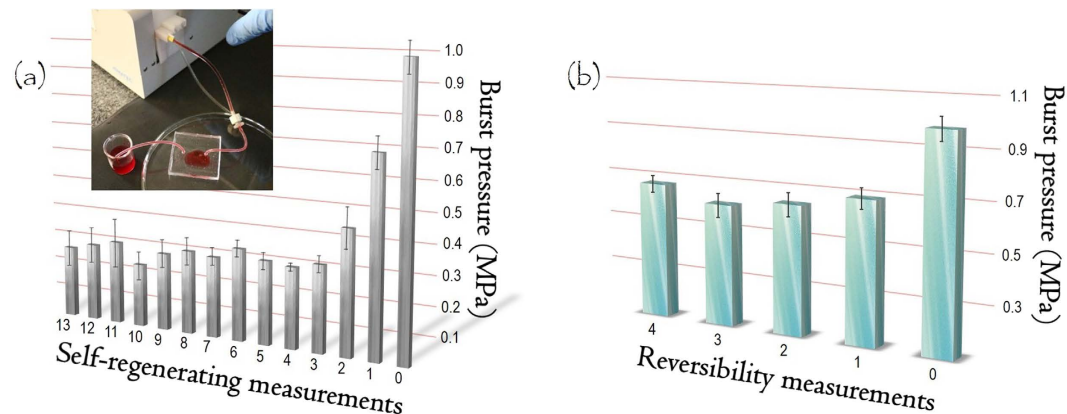 (a)
1.0
0.9
0.8
0.7
0.6
0.5
0.4
0.3
0.2
0.1
Burst pressure (MPa)
13 12 11 10 9 8 7 6 5 4 3 2 1 0
Self-regenerating measurements
(b)
1.1
0.9
0.7
0.5
0.3
Burst pressure (MPa)
4 3 2 1 0
Reversibility measurements